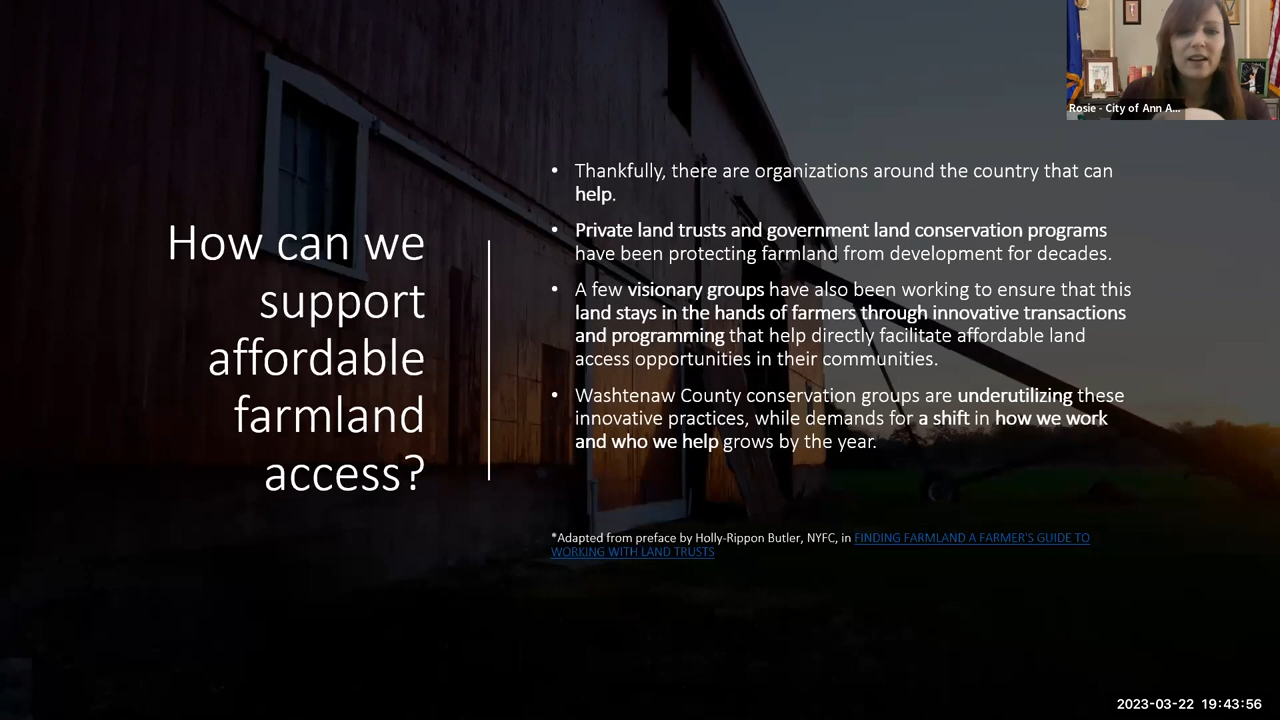 Rosie - City of Ann A...
How can we
support
affordable
farmland
access?
• Thankfully, there are organizations around the country that can
help.
• Private land trusts and government land conservation programs
have been protecting farmland from development for decades.
• A few visionary groups have also been working to ensure that this
land stays in the hands of farmers through innovative transactions
and programming that help directly facilitate affordable land
access opportunities in their communities.
• Washtenaw County conservation groups are underutilizing these
innovative practices, while demands for a shift in how we work
and who we help grows by the year.
*Adapted from preface by Holly-Rippon Butler, NYFC, in FINDING FARMLAND A FARMER'S GUIDE TO
WORKING WITH LAND TRUSTS
2023-03-22 19:43:56